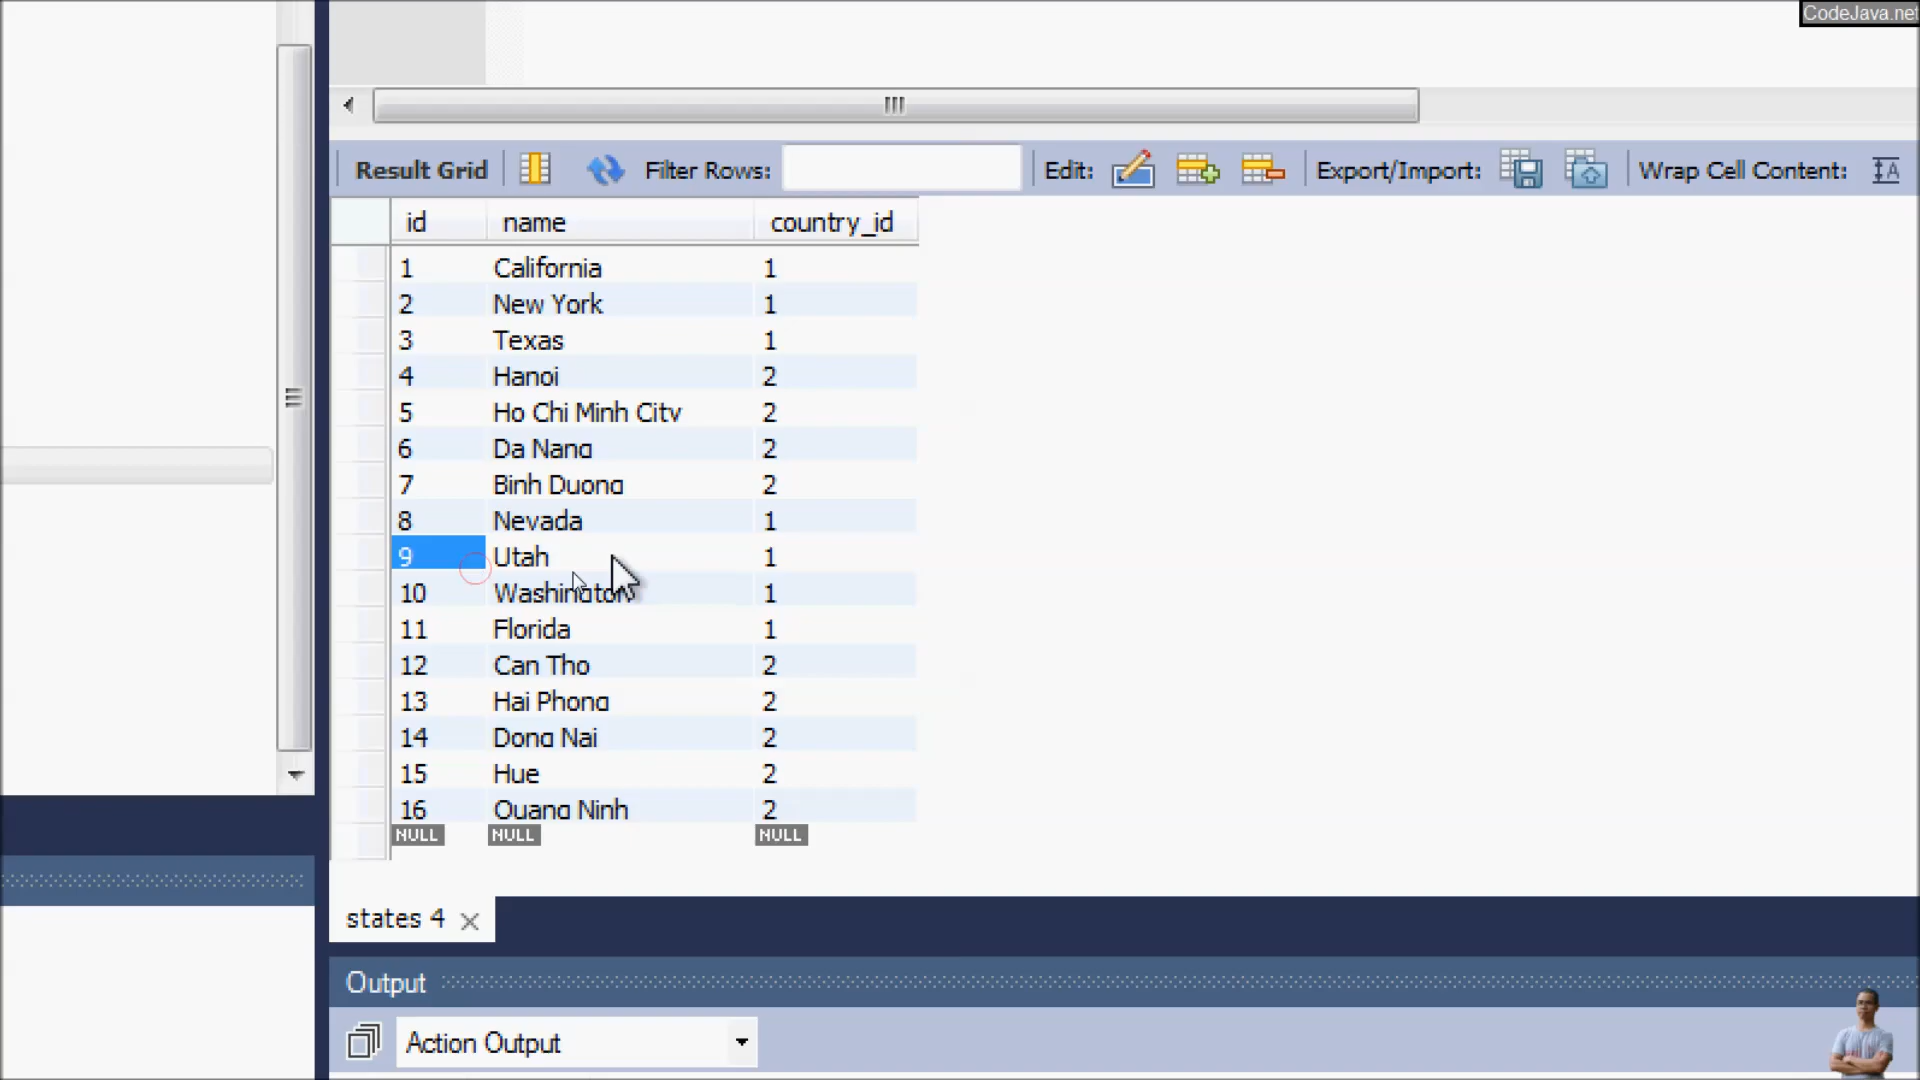 CodeJava.net
Result Grid Filter Rows: Edit: Export/Import: Wrap Cell Content:
id name country_id
1 California 1
2 New York 1
3 Texas 1
4 Hanoi 2
5 Ho Chi Minh City 2
6 Da Nang 2
7 Binh Duong 2
8 Nevada 1
9 Utah 1
10 Washington 1
11 Florida 1
12 Can Tho 2
13 Hai Phong 2
14 Dong Nai 2
15 Hue 2
16 Quang Ninh 2
NULL NULL NULL
states 4
Output
Action Output